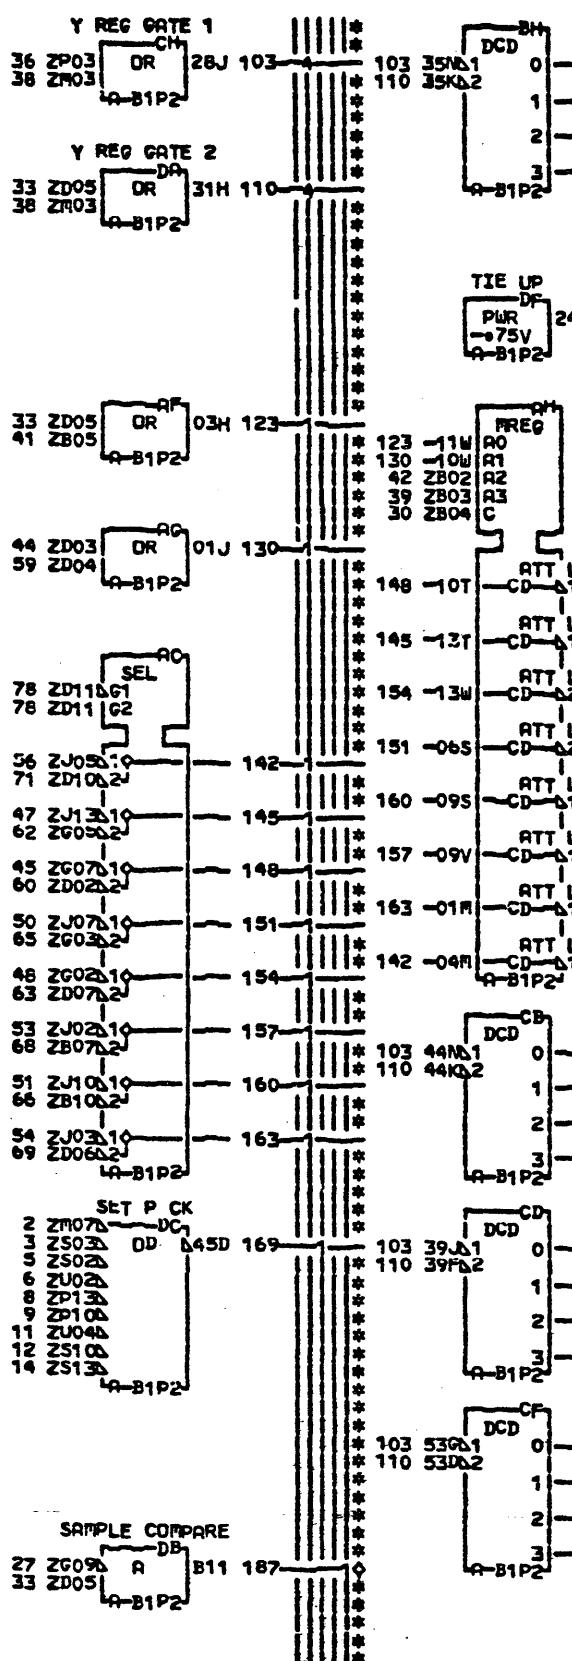 Y REG GATE 1
CH
36 ZP03 OR 28J 103
38 ZM03
A B1P2
Y REG GATE 2
DA
33 ZD05 OR 31H 110
38 ZM03
A B1P2
AF
33 ZD05 OR 03H 123
41 ZB05
A B1P2
AG
44 ZD03 OR 01J 130
59 ZD04
A B1P2
AC
SEL
78 ZD11 G1
78 ZD11 G2
56 ZJ05 1 142
71 ZD10 2
47 ZJ13 1 145
62 ZG05 2
45 ZG07 1 148
60 ZD02 2
50 ZJ07 1 151
65 ZG03 2
48 ZG02 1 154
63 ZD07 2
53 ZJ02 1 157
68 ZB07 2
51 ZJ10 1 160
66 ZB10 2
54 ZJ03 1 163
69 ZD06 2
A B1P2
SET P CK
DC
2 ZM07 OD 45D 169
3 ZS03
5 ZS02
6 ZU02
8 ZP13
9 ZP10
11 ZU04
12 ZS10
14 ZS13
A B1P2
SAMPLE COMPARE
DB
27 ZG09 A B11 187
33 ZD05
A B1P2
BH
DCD
103 35N 1 0
110 35K 2
1
2
3
A B1P2
TIE UP
DF
PWR 24
75V
A B1P2
AH
MREG
123 11W A0
130 10W A1
42 ZB02 A2
39 ZB03 A3
30 ZB04 C
ATT
148 10T CD
ATT
145 13T CD
ATT
154 13W CD
ATT
151 06S CD
ATT
160 09S CD
ATT
157 09V CD
ATT
163 01M CD
ATT
142 04M CD
A B1P2
CB
DCD
103 44N 1 0
110 44K 2
1
2
3
A B1P2
CD
DCD
103 39J 1 0
110 39F 2
1
2
3
A B1P2
CF
DCD
103 53G 1 0
110 53D 2
1
2
3
A B1P2